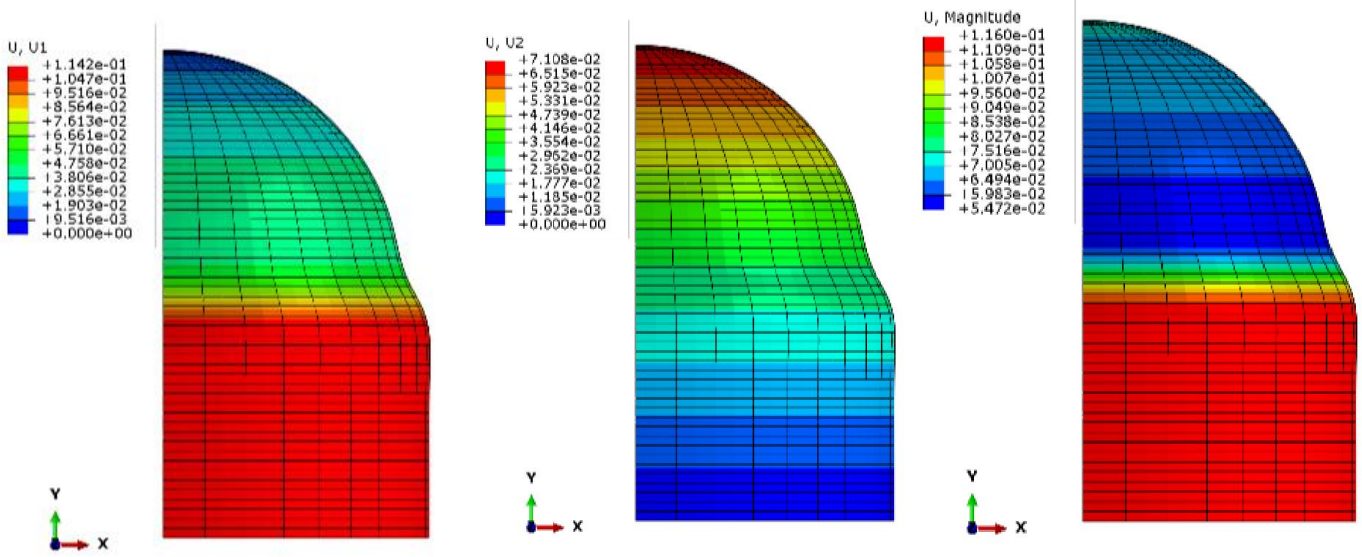 U, U1
+1.142e-01
+1.047e-01
+9.516e-02
+8.564e-02
+7.613e-02
+6.661e-02
+5.710e-02
+4.758e-02
+3.806e-02
+2.855e-02
+1.903e-02
+9.516e-03
+0.000e+00
Y
X
U, U2
+7.108e-02
+6.515e-02
+5.923e-02
+5.331e-02
+4.739e-02
+4.146e-02
+3.554e-02
+2.962e-02
+2.369e-02
+1.777e-02
+1.185e-02
+5.923e-03
+0.000e+00
Y
X
U, Magnitude
+1.160e-01
+1.109e-01
+1.058e-01
+1.007e-01
+9.560e-02
+9.049e-02
+8.538e-02
+8.027e-02
+7.516e-02
+7.005e-02
+6.494e-02
+5.983e-02
+5.472e-02
Y
X